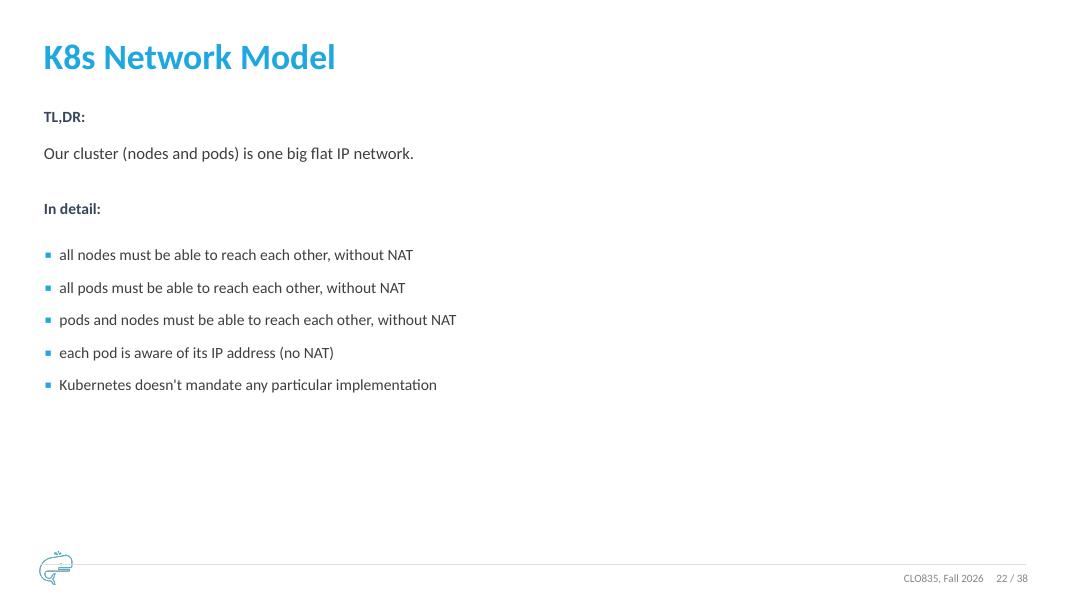 K8s Network Model
TL,DR:
Our cluster (nodes and pods) is one big flat IP network.
In detail:
▪ all nodes must be able to reach each other, without NAT
▪ all pods must be able to reach each other, without NAT
▪ pods and nodes must be able to reach each other, without NAT
▪ each pod is aware of its IP address (no NAT)
▪ Kubernetes doesn't mandate any particular implementation
CLO835, Fall 2026 22 / 38